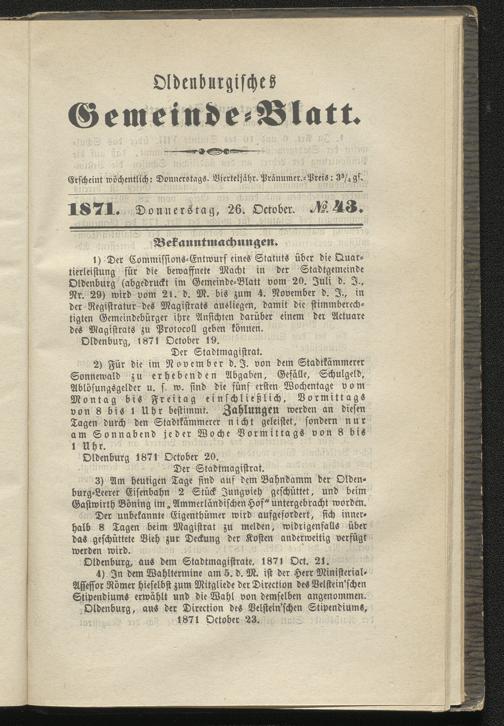 Oldenburgisches
Gemeinde-Blatt.
Erscheint wöchentlich: Donnerstags. Vierteljähr. Pränumer.-Preis: 3¾ gs.
1871. Donnerstag, 26. October. № 43.
Bekanntmachungen.
1) Der Commissions-Entwurf eines Statuts über die Quar-
tierleistung für die bewaffnete Macht in der Stadtgemeinde
Oldenburg (abgedruckt im Gemeinde-Blatt vom 20. Juli d. J.,
Nr. 29) wird vom 21. d. M. bis zum 4. November d. J., in
der Registratur des Magistrats ausliegen, damit die stimmberech-
tigten Gemeindebürger ihre Ansichten darüber einem der Actuare
des Magistrats zu Protocoll geben können.
Oldenburg, 1871 October 19.
Der Stadtmagistrat.
2) Für die im November d. J. von dem Stadtkämmerer
Sonnewald zu erhebenden Abgaben, Gefälle, Schulgeld,
Ablösungsgelder u. s. w. sind die fünf ersten Wochentage vom
Montag bis Freitag einschließlich, Vormittags
von 8 bis 1 Uhr bestimmt. Zahlungen werden an diesen
Tagen durch den Stadtkämmerer nicht geleistet, sondern nur
am Sonnabend jeder Woche Vormittags von 8 bis
1 Uhr.
Oldenburg 1871 October 20.
Der Stadtmagistrat.
3) Am heutigen Tage sind auf dem Bahndamm der Olden-
burg-Leerer Eisenbahn 2 Stück Jungvieh geschüttet, und beim
Gastwirth Böning im „Ammerländischen Hof" untergebracht worden.
Der unbekannte Eigenthümer wird aufgefordert, sich inner-
halb 8 Tagen beim Magistrat zu melden, widrigenfalls über
das geschüttete Vieh zur Deckung der Kosten anderweitig verfügt
werden wird.
Oldenburg, aus dem Stadtmagistrate, 1871 Oct. 21.
4) In dem Wahltermine am 5. d. M. ist der Herr Ministerial-
Assessor Römer hieselbst zum Mitgliede der Direction des Velstein'schen
Stipendiums erwählt und die Wahl von demselben angenommen.
Oldenburg, aus der Direction des Velstein'schen Stipendiums,
1871 October 23.